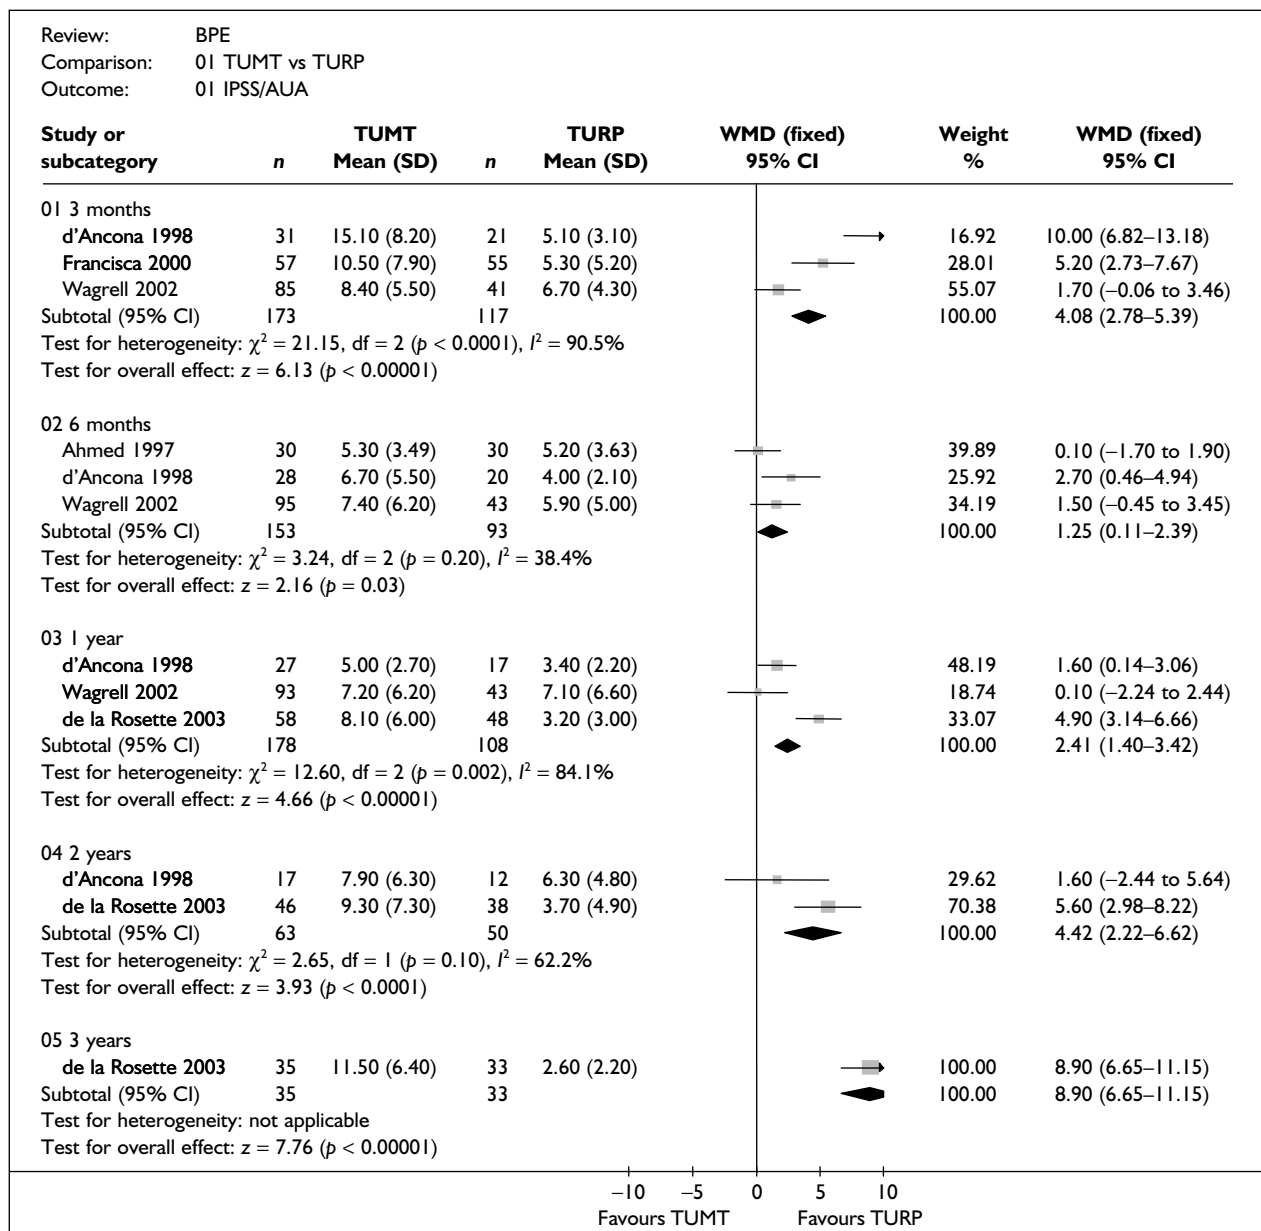 Review: BPE
Comparison: 01 TUMT vs TURP
Outcome: 01 IPSS/AUA
Study or TUMT TURP WMD (fixed) Weight WMD (fixed)
subcategory n Mean (SD) n Mean (SD) 95% CI % 95% CI
01 3 months
d'Ancona 1998 31 15.10 (8.20) 21 5.10 (3.10) 16.92 10.00 (6.82–13.18)
Francisca 2000 57 10.50 (7.90) 55 5.30 (5.20) 28.01 5.20 (2.73–7.67)
Wagrell 2002 85 8.40 (5.50) 41 6.70 (4.30) 55.07 1.70 (−0.06 to 3.46)
Subtotal (95% CI) 173 117 100.00 4.08 (2.78–5.39)
Test for heterogeneity: χ² = 21.15, df = 2 (p < 0.0001), I² = 90.5%
Test for overall effect: z = 6.13 (p < 0.00001)
02 6 months
Ahmed 1997 30 5.30 (3.49) 30 5.20 (3.63) 39.89 0.10 (−1.70 to 1.90)
d'Ancona 1998 28 6.70 (5.50) 20 4.00 (2.10) 25.92 2.70 (0.46–4.94)
Wagrell 2002 95 7.40 (6.20) 43 5.90 (5.00) 34.19 1.50 (−0.45 to 3.45)
Subtotal (95% CI) 153 93 100.00 1.25 (0.11–2.39)
Test for heterogeneity: χ² = 3.24, df = 2 (p = 0.20), I² = 38.4%
Test for overall effect: z = 2.16 (p = 0.03)
03 1 year
d'Ancona 1998 27 5.00 (2.70) 17 3.40 (2.20) 48.19 1.60 (0.14–3.06)
Wagrell 2002 93 7.20 (6.20) 43 7.10 (6.60) 18.74 0.10 (−2.24 to 2.44)
de la Rosette 2003 58 8.10 (6.00) 48 3.20 (3.00) 33.07 4.90 (3.14–6.66)
Subtotal (95% CI) 178 108 100.00 2.41 (1.40–3.42)
Test for heterogeneity: χ² = 12.60, df = 2 (p = 0.002), I² = 84.1%
Test for overall effect: z = 4.66 (p < 0.00001)
04 2 years
d'Ancona 1998 17 7.90 (6.30) 12 6.30 (4.80) 29.62 1.60 (−2.44 to 5.64)
de la Rosette 2003 46 9.30 (7.30) 38 3.70 (4.90) 70.38 5.60 (2.98–8.22)
Subtotal (95% CI) 63 50 100.00 4.42 (2.22–6.62)
Test for heterogeneity: χ² = 2.65, df = 1 (p = 0.10), I² = 62.2%
Test for overall effect: z = 3.93 (p < 0.0001)
05 3 years
de la Rosette 2003 35 11.50 (6.40) 33 2.60 (2.20) 100.00 8.90 (6.65–11.15)
Subtotal (95% CI) 35 33 100.00 8.90 (6.65–11.15)
Test for heterogeneity: not applicable
Test for overall effect: z = 7.76 (p < 0.00001)
−10 −5 0 5 10
Favours TUMT Favours TURP